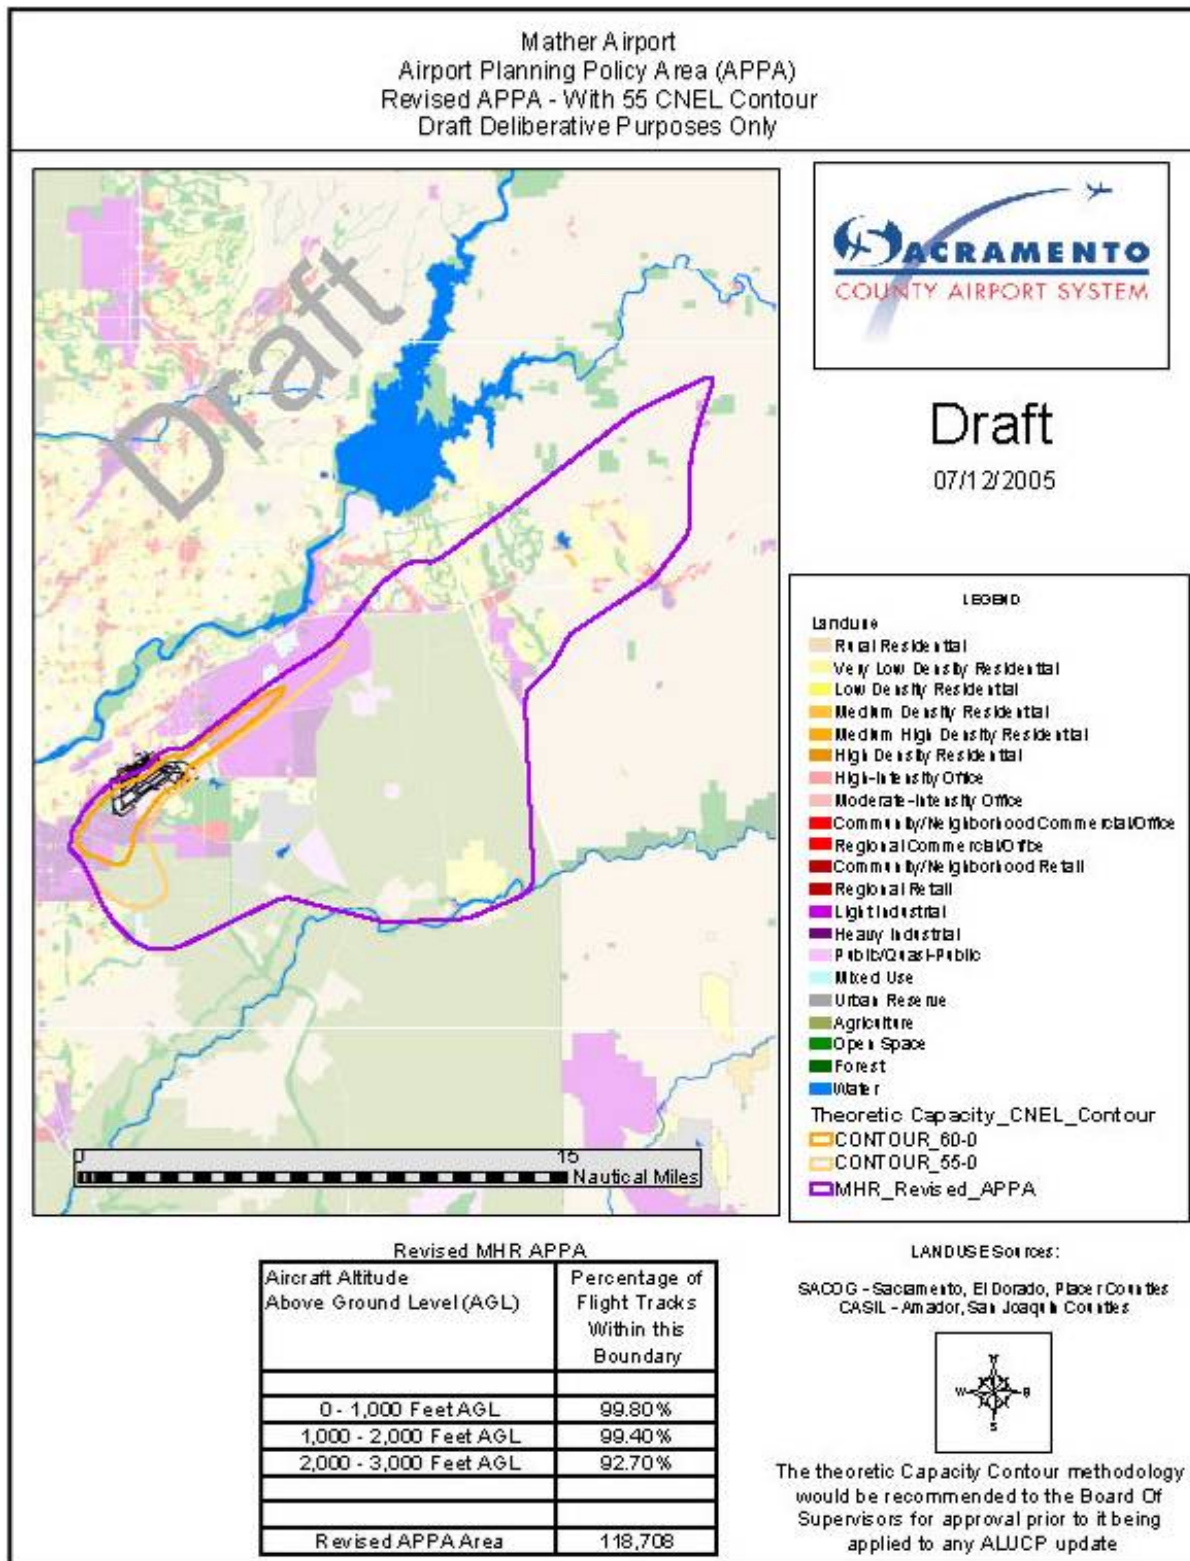 Mather Airport
Airport Planning Policy Area (APPA)
Revised APPA - With 55 CNEL Contour
Draft Deliberative Purposes Only
Draft
SACRAMENTO
COUNTY AIRPORT SYSTEM
Draft
07/12/2005
LEGEND
Landuse
Rural Residential
Very Low Density Residential
Low Density Residential
Medium Density Residential
Medium High Density Residential
High Density Residential
High-Intensity Office
Moderate-Intensity Office
Community/Neighborhood Commercial/Office
Regional Commercial/Office
Community/Neighborhood Retail
Regional Retail
Light Industrial
Heavy Industrial
Public/Quasi-Public
Mixed Use
Urban Reserve
Agriculture
Open Space
Forest
Water
Theoretic Capacity_CNEL_Contour
CONTOUR_60-0
CONTOUR_55-0
MHR_Revised_APPA
0 15
Nautical Miles
Revised MHR APPA
Aircraft Altitude Above Ground Level (AGL) Percentage of Flight Tracks Within this Boundary
0 - 1,000 Feet AGL 99.80%
1,000 - 2,000 Feet AGL 99.40%
2,000 - 3,000 Feet AGL 92.70%
Revised APPA Area 118,708
LANDUSE Sources:
SACOG - Sacramento, El Dorado, Placer Counties
CASIL - Amador, San Joaquin Counties
N
W E
S
The theoretic Capacity Contour methodology
would be recommended to the Board Of
Supervisors for approval prior to it being
applied to any ALUCP update